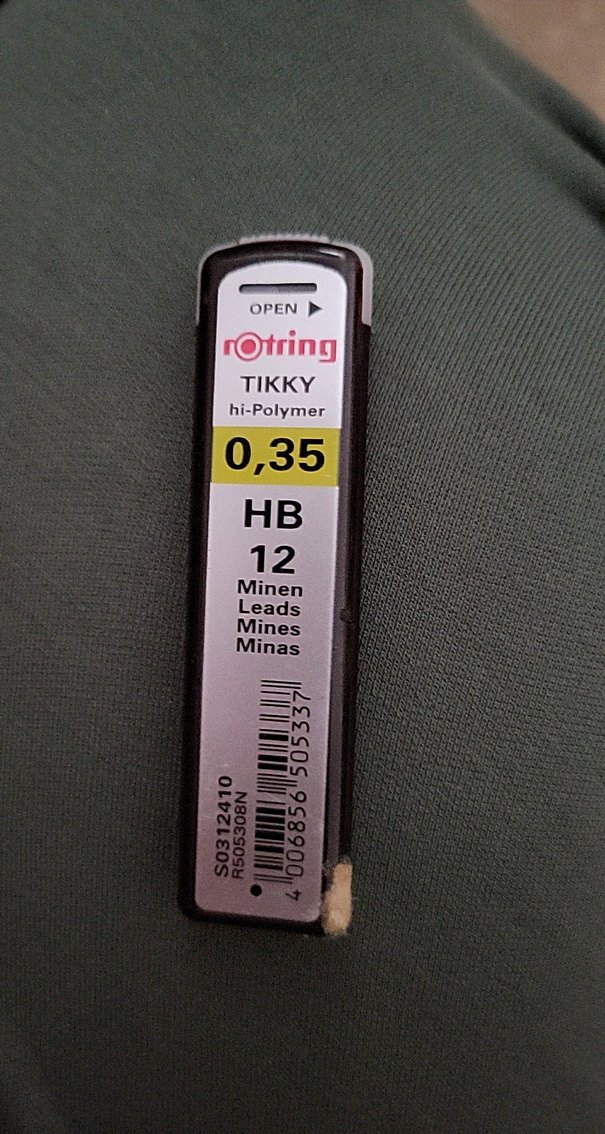 OPEN ▶
rotring
TIKKY
hi-Polymer
0,35
HB
12
Minen
Leads
Mines
Minas
S0312410
R505308N
4 006856 505337